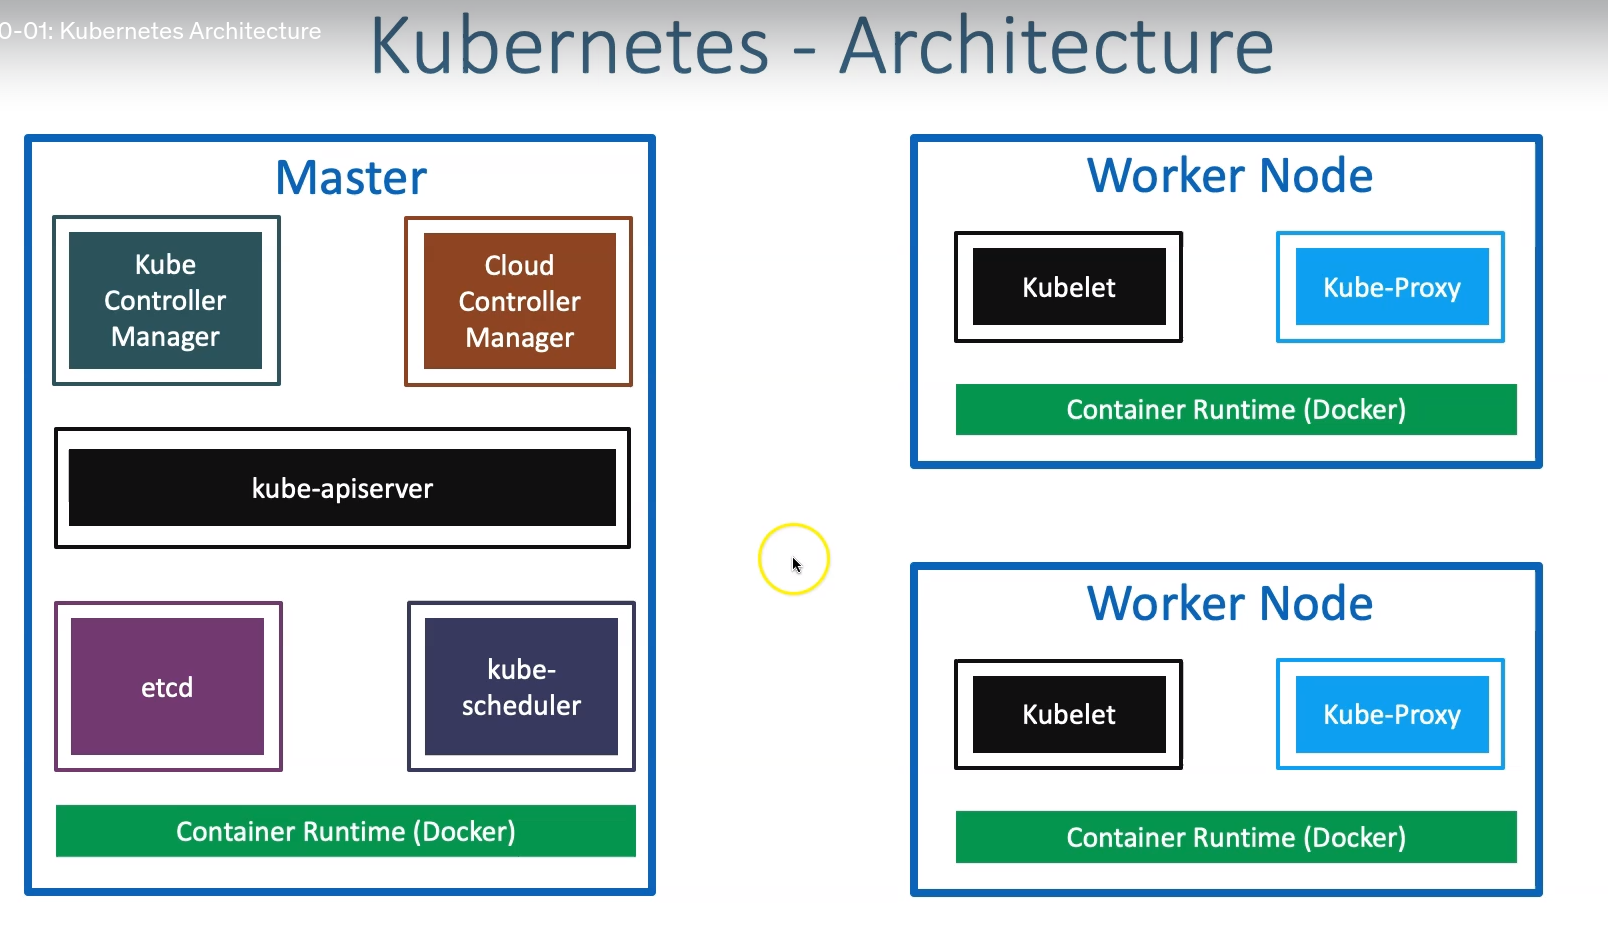 0-01: Kubernetes Architecture
Kubernetes - Architecture
Master
Kube
Controller
Manager
Cloud
Controller
Manager
kube-apiserver
etcd
kube-
scheduler
Container Runtime (Docker)
Worker Node
Kubelet
Kube-Proxy
Container Runtime (Docker)
Worker Node
Kubelet
Kube-Proxy
Container Runtime (Docker)